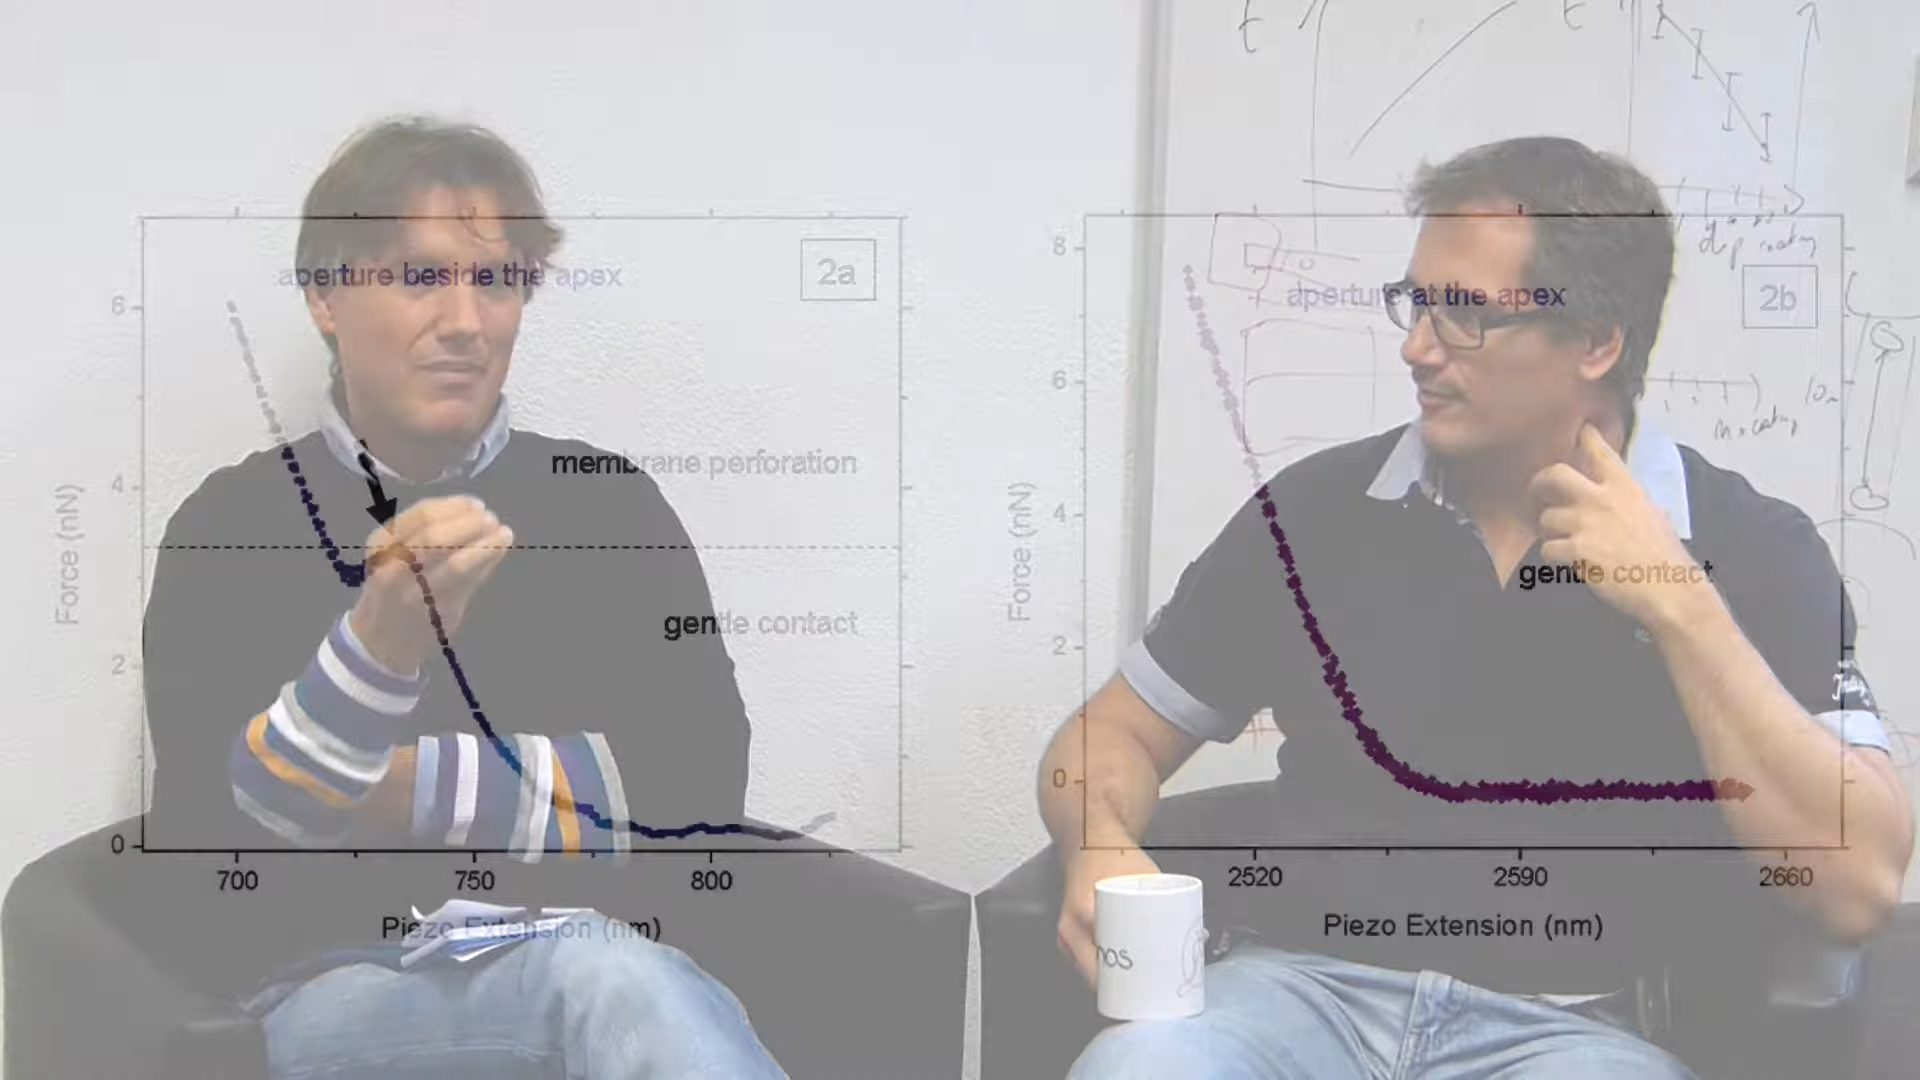 aperture beside the apex
2a
6
membrane perforation
4
Force (nN)
gentle contact
2
0
700
750
800
Piezo Extension (nm)
t
t
dip coating
8
aperture at the apex
2b
6
4
Force (nN)
gentle contact
2
0
2520
2590
2660
Piezo Extension (nm)